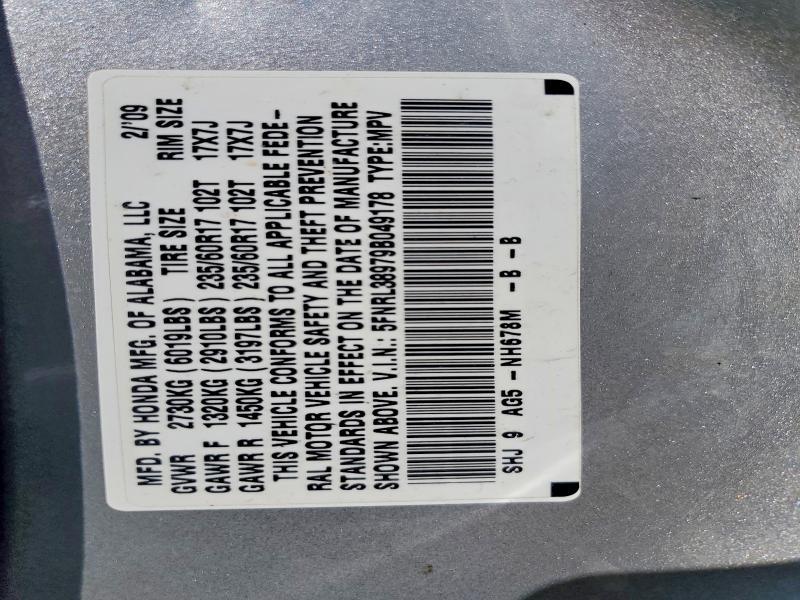 MFD. BY HONDA MFG. OF ALABAMA, LLC 2/'09
GVWR 2730KG (6019LBS) TIRE SIZE RIM SIZE
GAWR F 1320KG (2910LBS) 235/60R17 102T 17X7J
GAWR R 1450KG (3197LBS) 235/60R17 102T 17X7J
THIS VEHICLE CONFORMS TO ALL APPLICABLE FEDE-
RAL MOTOR VEHICLE SAFETY AND THEFT PREVENTION
STANDARDS IN EFFECT ON THE DATE OF MANUFACTURE
SHOWN ABOVE. V.I.N.: 5FNRL38979B049178 TYPE:MPV
SHJ 9 AG5 - NH678M - B - B